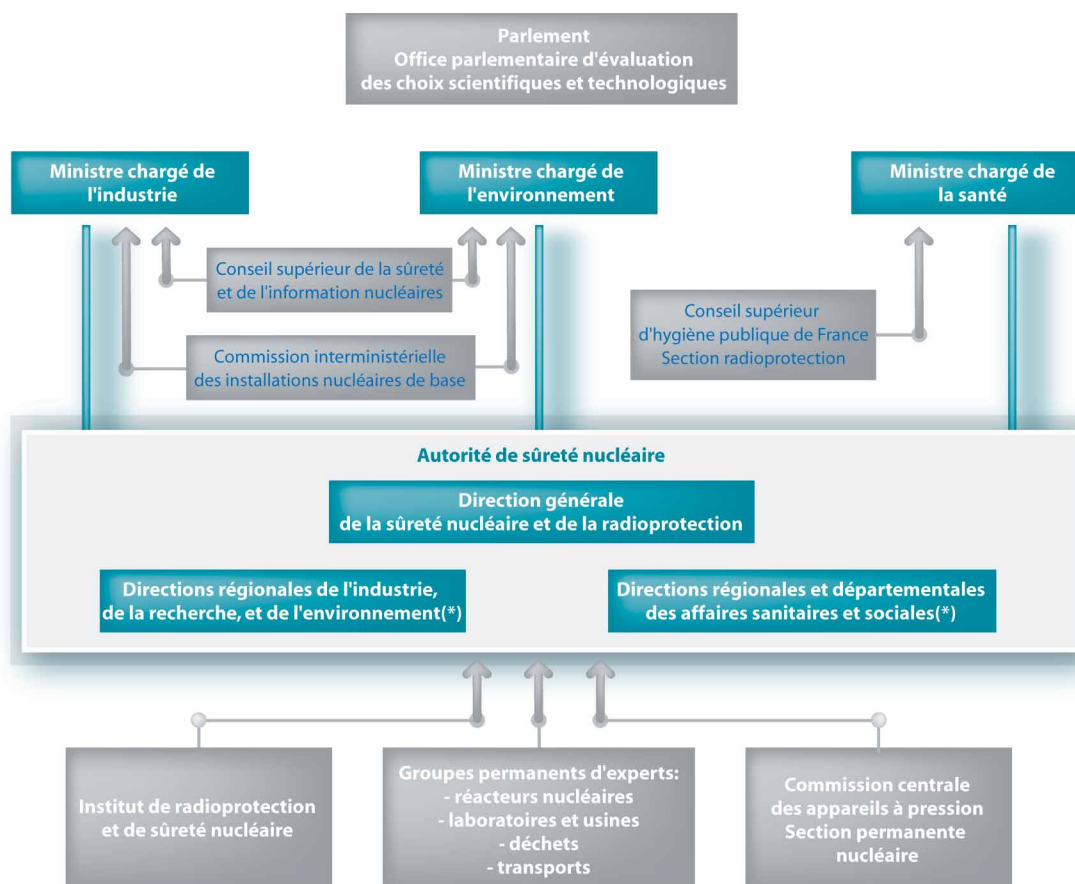 Parlement
Office parlementaire d'évaluation
des choix scientifiques et technologiques
Ministre chargé de
l'industrie
Ministre chargé de
l'environnement
Ministre chargé de
la santé
Conseil supérieur de la sûreté
et de l'information nucléaires
Conseil supérieur
d'hygiène publique de France
Section radioprotection
Commission interministérielle
des installations nucléaires de base
Autorité de sûreté nucléaire
Direction générale
de la sûreté nucléaire et de la radioprotection
Directions régionales de l'industrie,
de la recherche, et de l'environnement(*)
Directions régionales et départementales
des affaires sanitaires et sociales(*)
Institut de radioprotection
et de sûreté nucléaire
Groupes permanents d'experts:
- réacteurs nucléaires
- laboratoires et usines
- déchets
- transports
Commission centrale
des appareils à pression
Section permanente
nucléaire